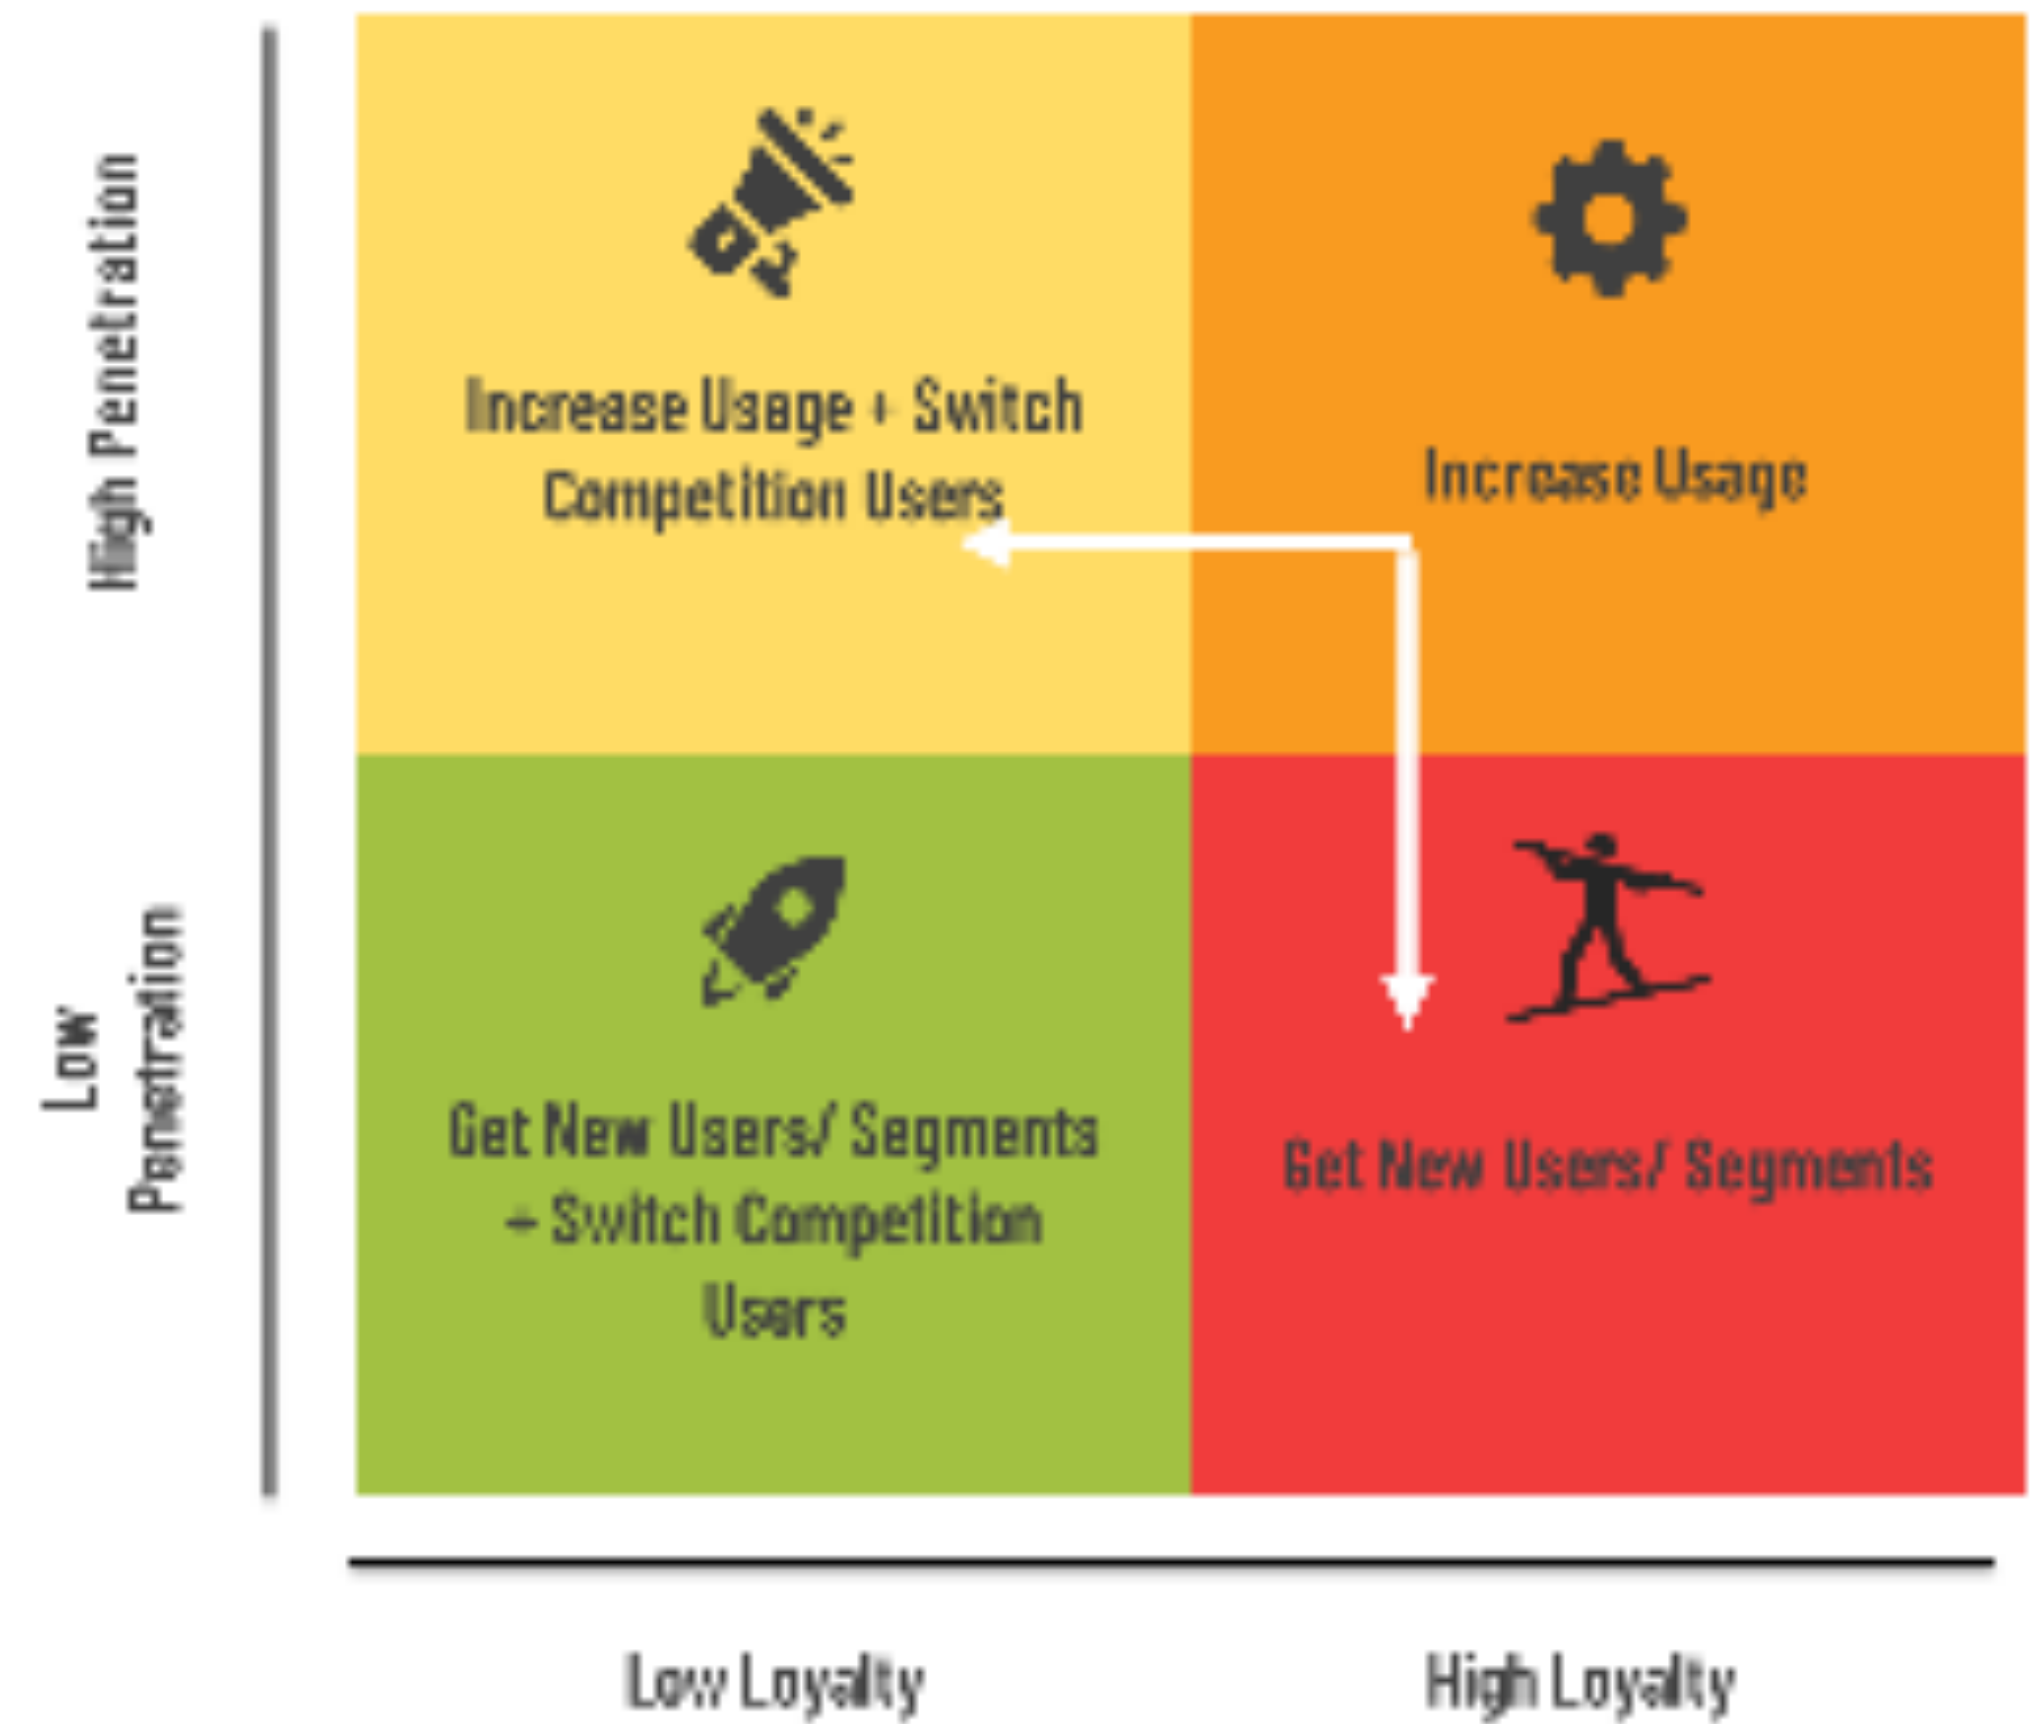 High Penetration
Increase Usage + Switch
Competition Users
Increase Usage
Low
Penetration
Get New Users/ Segments
+ Switch Competition
Users
Get New Users/ Segments
Low Loyalty
High Loyalty